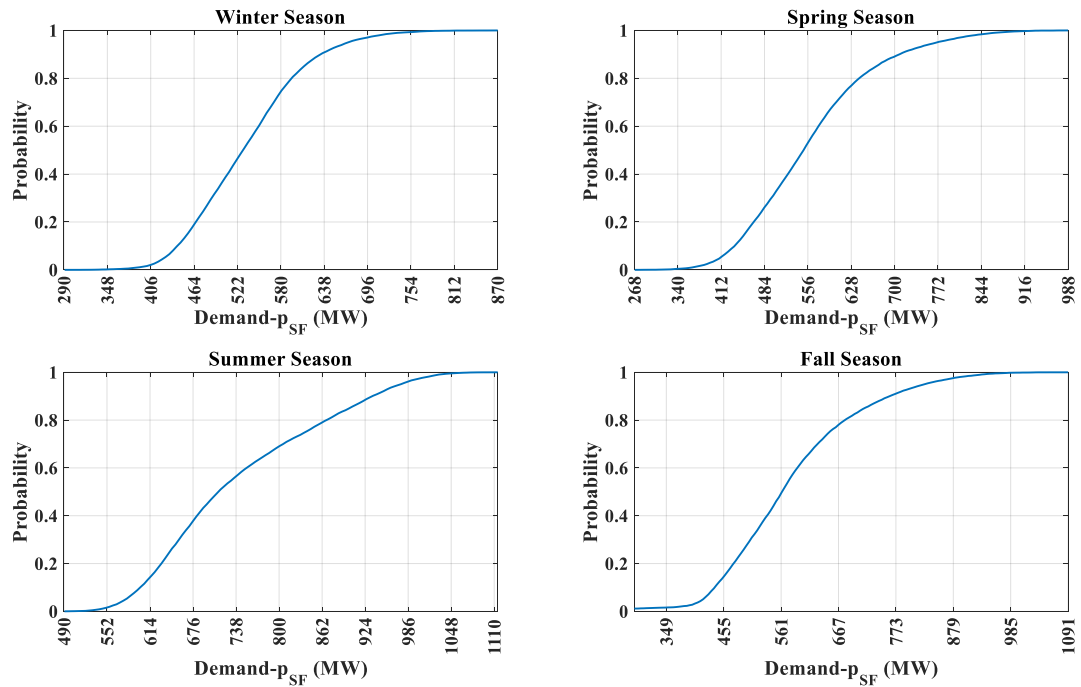 Winter Season
Probability
1
0.8
0.6
0.4
0.2
0
290 348 406 464 522 580 638 696 754 812 870
Demand-pSF (MW)
Spring Season
Probability
1
0.8
0.6
0.4
0.2
0
268 340 412 484 556 628 700 772 844 916 988
Demand-pSF (MW)
Summer Season
Probability
1
0.8
0.6
0.4
0.2
0
490 552 614 676 738 800 862 924 986 1048 1110
Demand-pSF (MW)
Fall Season
Probability
1
0.8
0.6
0.4
0.2
0
349 455 561 667 773 879 985 1091
Demand-pSF (MW)